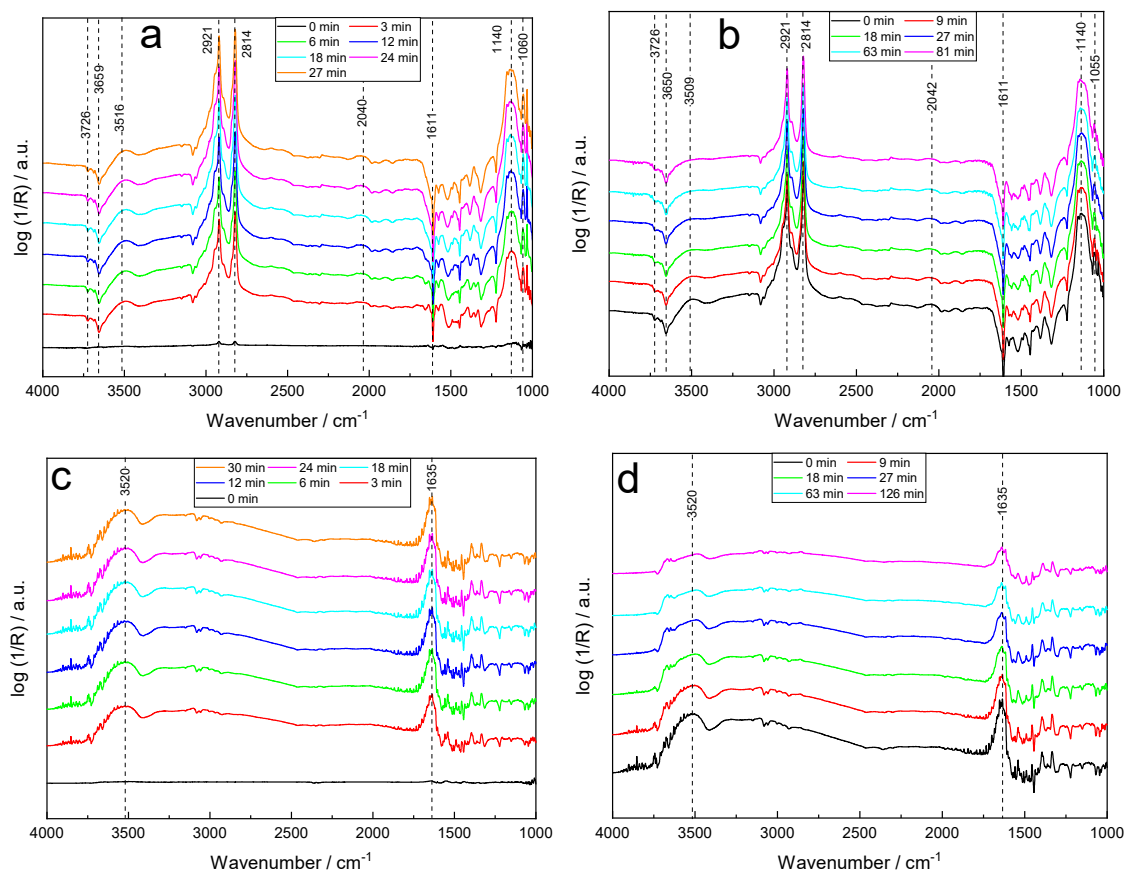 a
0 min 3 min
6 min 12 min
18 min 24 min
27 min
3726
3659
3516
2921
2814
2040
1611
1140
1060
log (1/R) / a.u.
4000 3500 3000 2500 2000 1500 1000
Wavenumber / cm-1
b
0 min 9 min
18 min 27 min
63 min 81 min
3726
3650
3509
2921
2814
2042
1611
1140
1055
log (1/R) / a.u.
4000 3500 3000 2500 2000 1500 1000
Wavenumber / cm-1
c
30 min 24 min 18 min
12 min 6 min 3 min
0 min
3520
1635
log (1/R) / a.u.
4000 3500 3000 2500 2000 1500 1000
Wavenumber / cm-1
d
0 min 9 min
18 min 27 min
63 min 126 min
3520
1635
log (1/R) / a.u.
4000 3500 3000 2500 2000 1500 1000
Wavenumber / cm-1